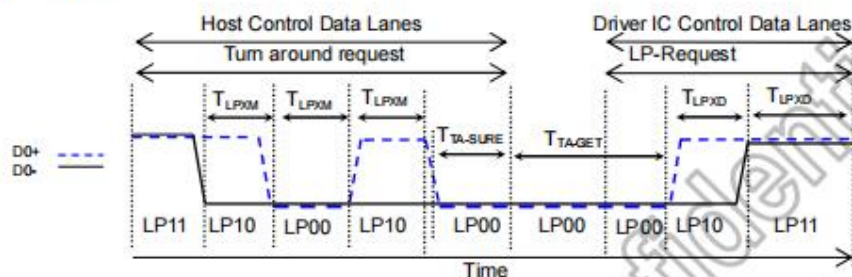 Host Control Data Lanes
Driver IC Control Data Lanes
Turn around request
LP-Request
TLPXM TLPXM TLPXM TLPXD TLPXD
TTA-SURE TTA-GET
D0+
D0-
LP11 LP10 LP00 LP10 LP00 LP00 LP00 LP10 LP11
Time